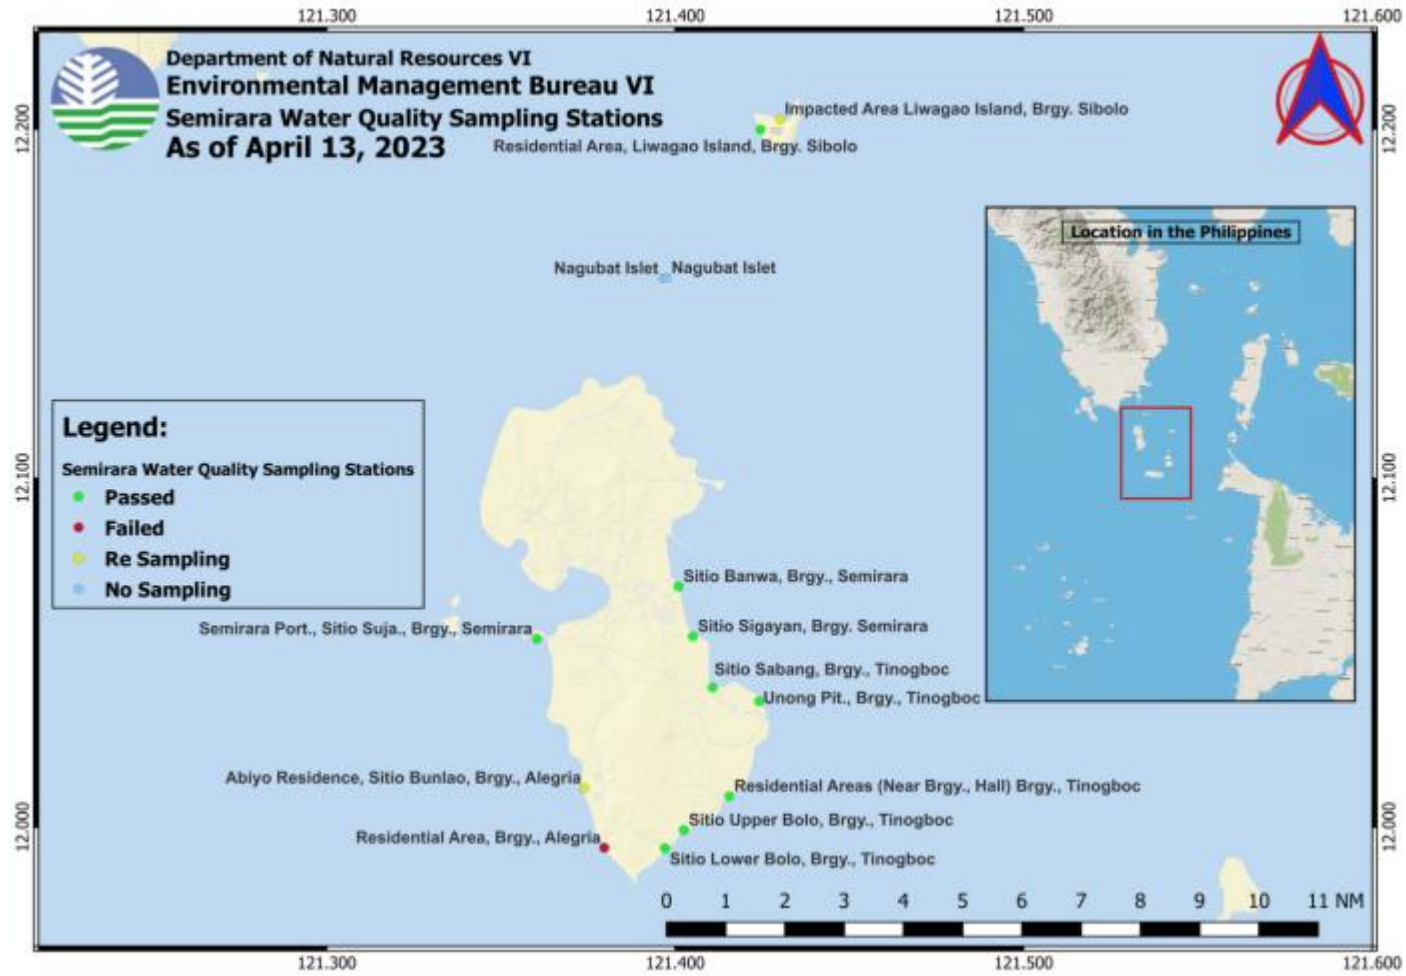 121.300
121.400
121.500
121.600
Department of Natural Resources VI
Environmental Management Bureau VI
Semirara Water Quality Sampling Stations
As of April 13, 2023
12.200
12.200
Impacted Area Liwagao Island, Brgy. Sibolo
Residential Area, Liwagao Island, Brgy. Sibolo
Location in the Philippines
Nagubat Islet
Nagubat Islet
Legend:
Semirara Water Quality Sampling Stations
Passed
Failed
Re Sampling
No Sampling
12.100
12.100
Sitio Banwa, Brgy., Semirara
Semirara Port., Sitio Suja., Brgy., Semirara
Sitio Sigayan, Brgy. Semirara
Sitio Sabang, Brgy., Tinogboc
Unong Pit., Brgy., Tinogboc
Abiyo Residence, Sitio Bunlao, Brgy., Alegria
Residential Areas (Near Brgy., Hall) Brgy., Tinogboc
Sitio Upper Bolo, Brgy., Tinogboc
12.000
12.000
Residential Area, Brgy., Alegria
Sitio Lower Bolo, Brgy., Tinogboc
0 1 2 3 4 5 6 7 8 9 10 11 NM
121.300
121.400
121.500
121.600